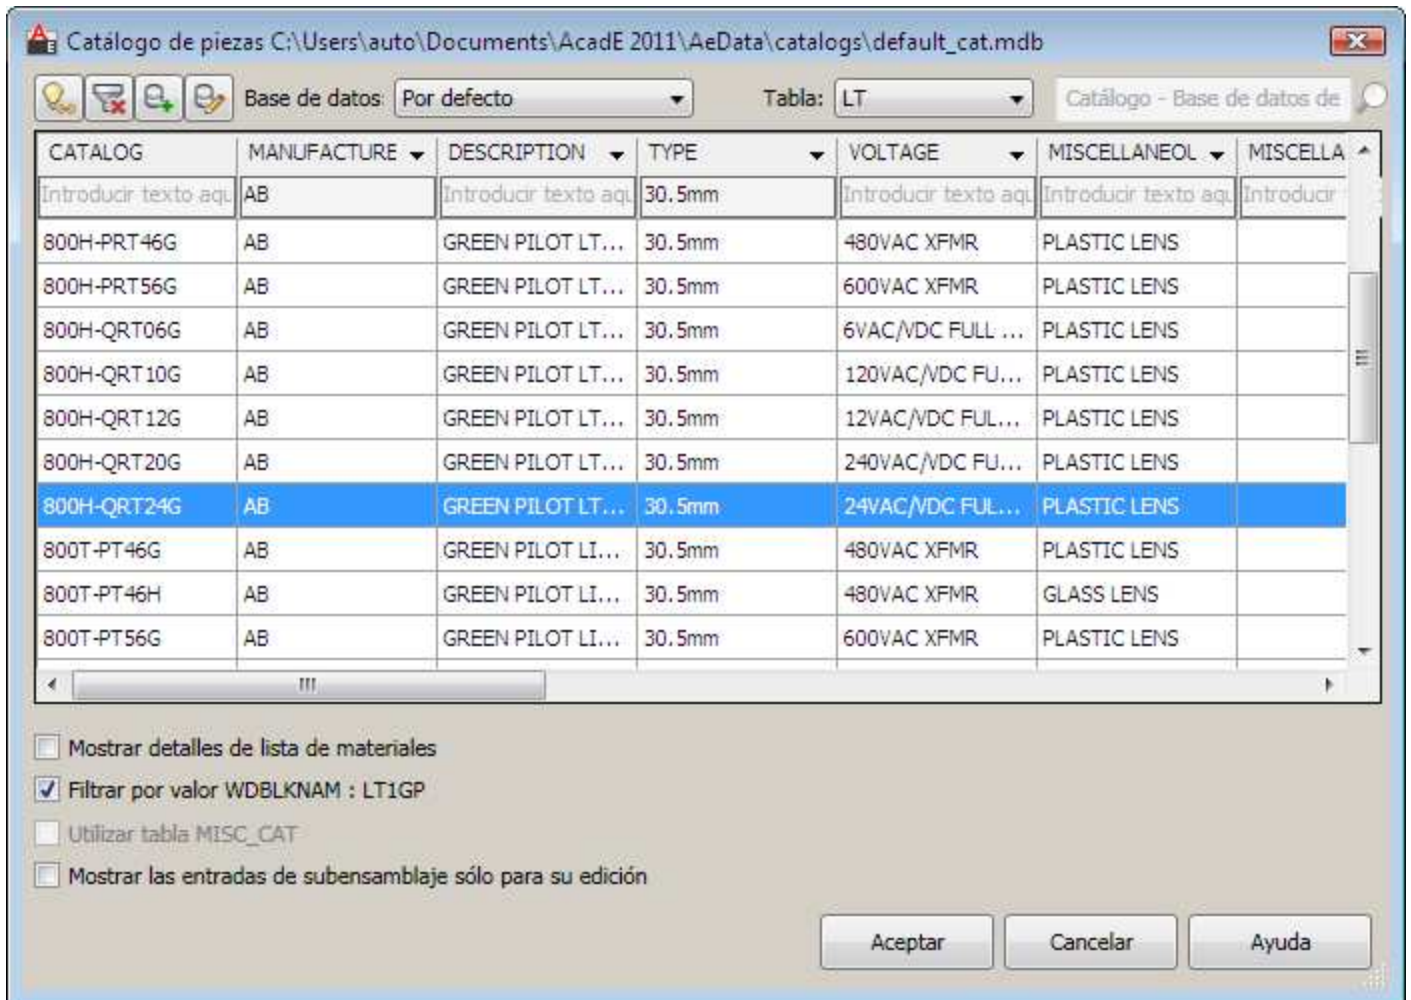 Catálogo de piezas C:\Users\auto\Documents\AcadE 2011\AeData\catalogs\default_cat.mdb
Base de datos: Por defecto Tabla: LT Catálogo - Base de datos de
CATALOG MANUFACTURE DESCRIPTION TYPE VOLTAGE MISCELLANEOU MISCELLA
Introducir texto aqu AB Introducir texto aqu 30.5mm Introducir texto aqu Introducir texto aqu Introducir
800H-PRT46G AB GREEN PILOT LT... 30.5mm 480VAC XFMR PLASTIC LENS
800H-PRT56G AB GREEN PILOT LT... 30.5mm 600VAC XFMR PLASTIC LENS
800H-QRT06G AB GREEN PILOT LT... 30.5mm 6VAC/VDC FULL ... PLASTIC LENS
800H-QRT10G AB GREEN PILOT LT... 30.5mm 120VAC/VDC FU... PLASTIC LENS
800H-QRT12G AB GREEN PILOT LT... 30.5mm 12VAC/VDC FUL... PLASTIC LENS
800H-QRT20G AB GREEN PILOT LT... 30.5mm 240VAC/VDC FU... PLASTIC LENS
800H-QRT24G AB GREEN PILOT LT... 30.5mm 24VAC/VDC FUL... PLASTIC LENS
800T-PT46G AB GREEN PILOT LI... 30.5mm 480VAC XFMR PLASTIC LENS
800T-PT46H AB GREEN PILOT LI... 30.5mm 480VAC XFMR GLASS LENS
800T-PT56G AB GREEN PILOT LI... 30.5mm 600VAC XFMR PLASTIC LENS
Mostrar detalles de lista de materiales
Filtrar por valor WDBLKNAM : LT1GP
Utilizar tabla MISC_CAT
Mostrar las entradas de subensamblaje sólo para su edición
Aceptar Cancelar Ayuda